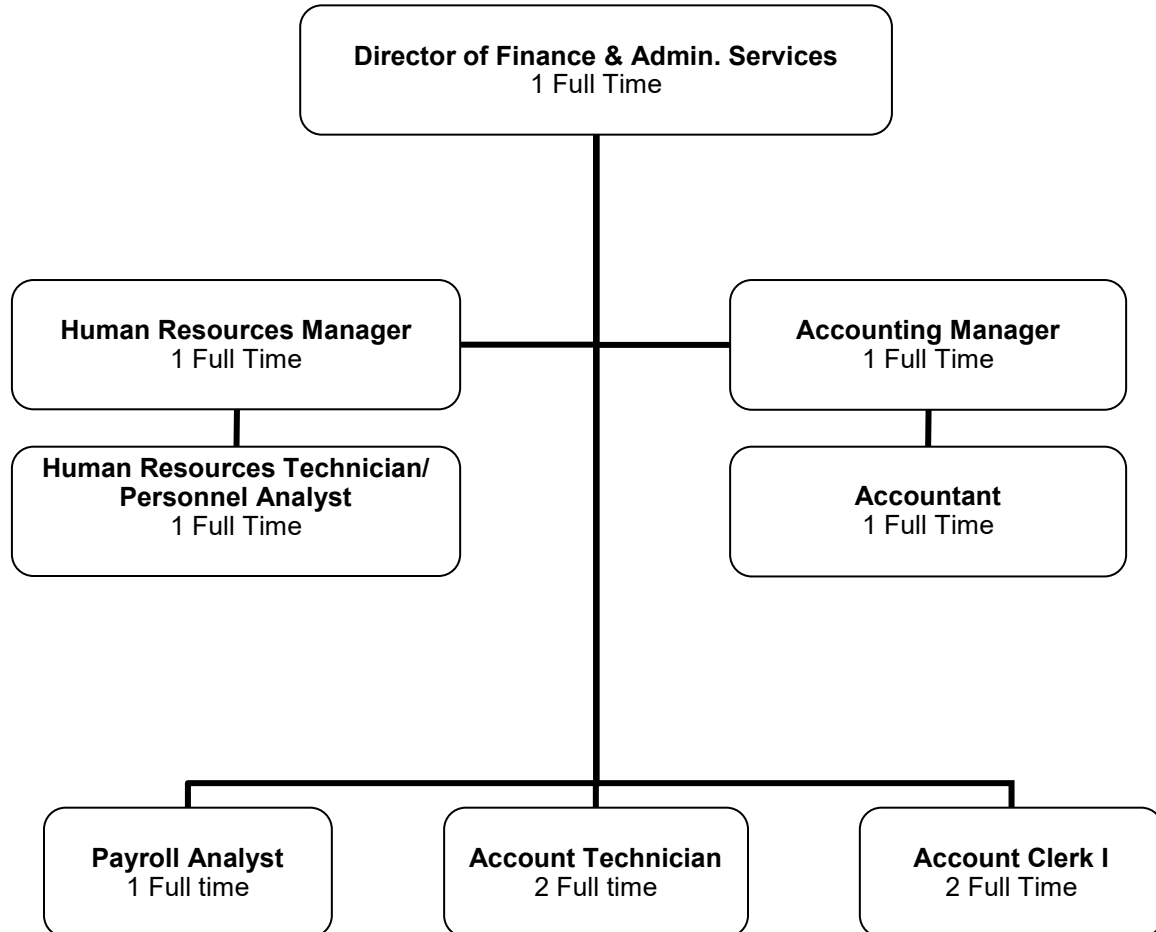 Director of Finance & Admin. Services
1 Full Time
Human Resources Manager
1 Full Time
Accounting Manager
1 Full Time
Human Resources Technician/
Personnel Analyst
1 Full Time
Accountant
1 Full Time
Payroll Analyst
1 Full time
Account Technician
2 Full time
Account Clerk I
2 Full Time